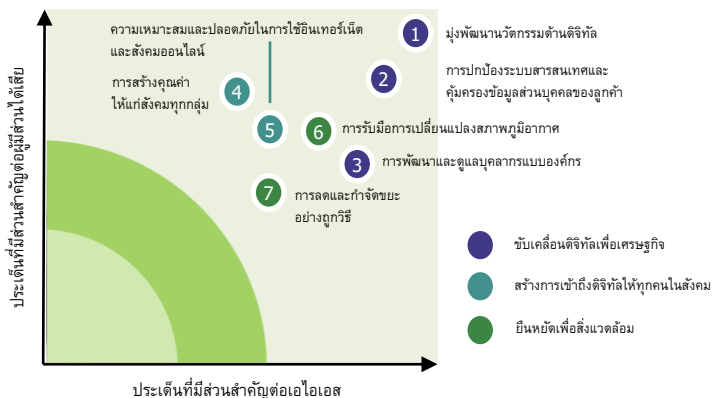 ความเหมาะสมและปลอดภัยในการใช้อินเทอร์เน็ต
และสังคมออนไลน์
1
มุ่งพัฒนานวัตกรรมด้านดิจิทัล
2
การปกป้องระบบสารสนเทศและ
คุ้มครองข้อมูลส่วนบุคคลของลูกค้า
การสร้างคุณค่า
ให้แก่สังคมทุกกลุ่ม
4
5
6
การรับมือการเปลี่ยนแปลงสภาพภูมิอากาศ
3
การพัฒนาและดูแลบุคลากรแบบองค์กร
7
การลดและกำจัดขยะ
อย่างถูกวิธี
ขับเคลื่อนดิจิทัลเพื่อเศรษฐกิจ
สร้างการเข้าถึงดิจิทัลให้ทุกคนในสังคม
ยืนหยัดเพื่อสิ่งแวดล้อม
ประเด็นที่มีส่วนสำคัญต่อผู้มีส่วนได้เสีย
ประเด็นที่มีส่วนสำคัญต่อเอไอเอส